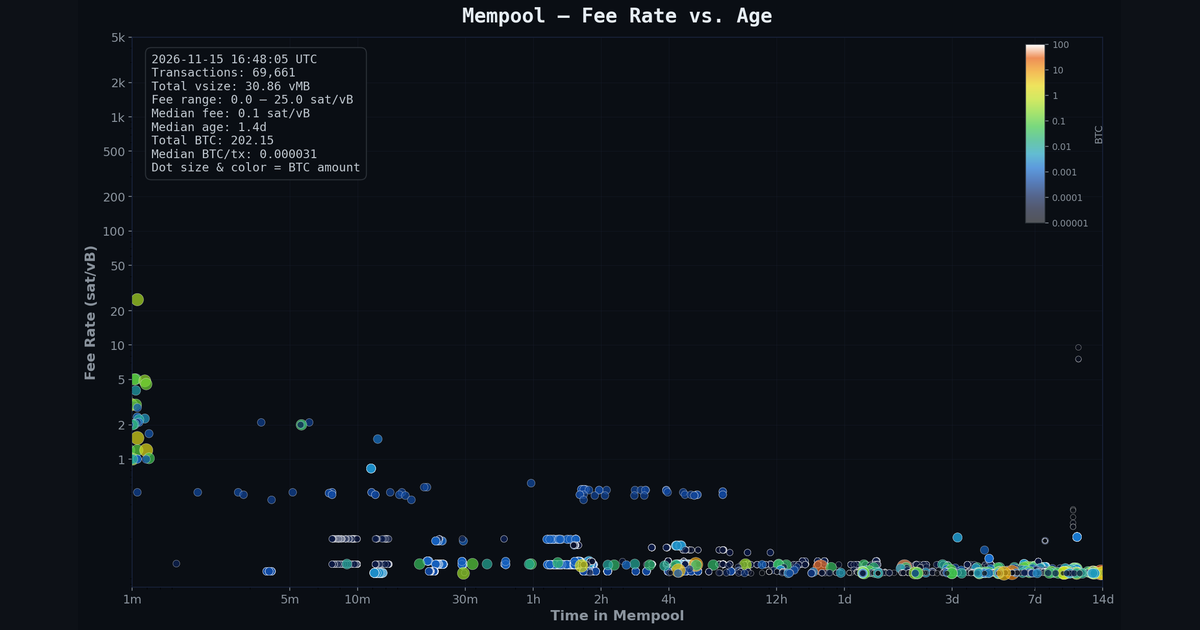 Mempool — Fee Rate vs. Age
2026-11-15 16:48:05 UTC
Transactions: 69,661
Total vsize: 30.86 vMB
Fee range: 0.0 – 25.0 sat/vB
Median fee: 0.1 sat/vB
Median age: 1.4d
Total BTC: 202.15
Median BTC/tx: 0.000031
Dot size & color = BTC amount
Fee Rate (sat/vB)
5k
2k
1k
500
200
100
50
20
10
5
2
1
100
10
1
0.1
0.01
0.001
0.0001
0.00001
BTC
1m
5m
10m
30m
1h
2h
4h
12h
1d
3d
7d
14d
Time in Mempool